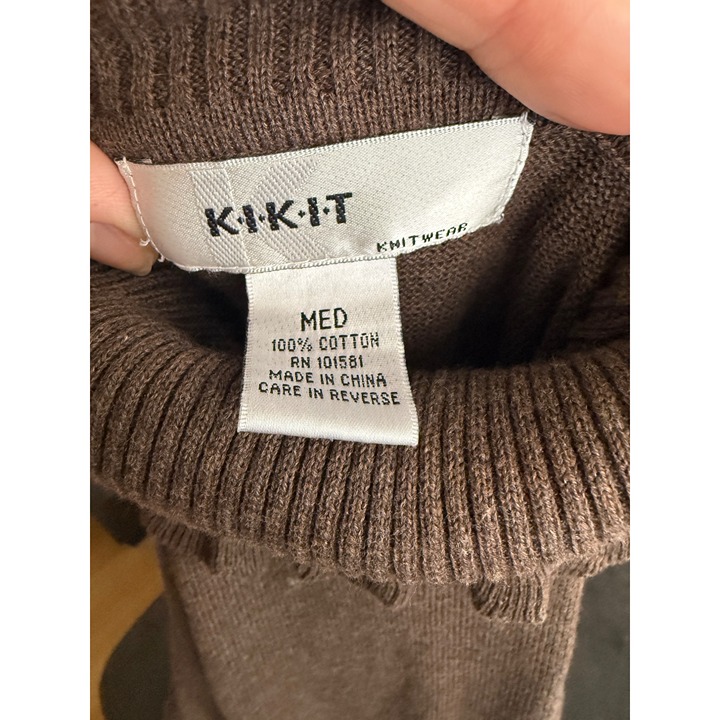 K·I·K·I·T
KNITWEAR
MED
100% COTTON
RN 101581
MADE IN CHINA
CARE IN REVERSE